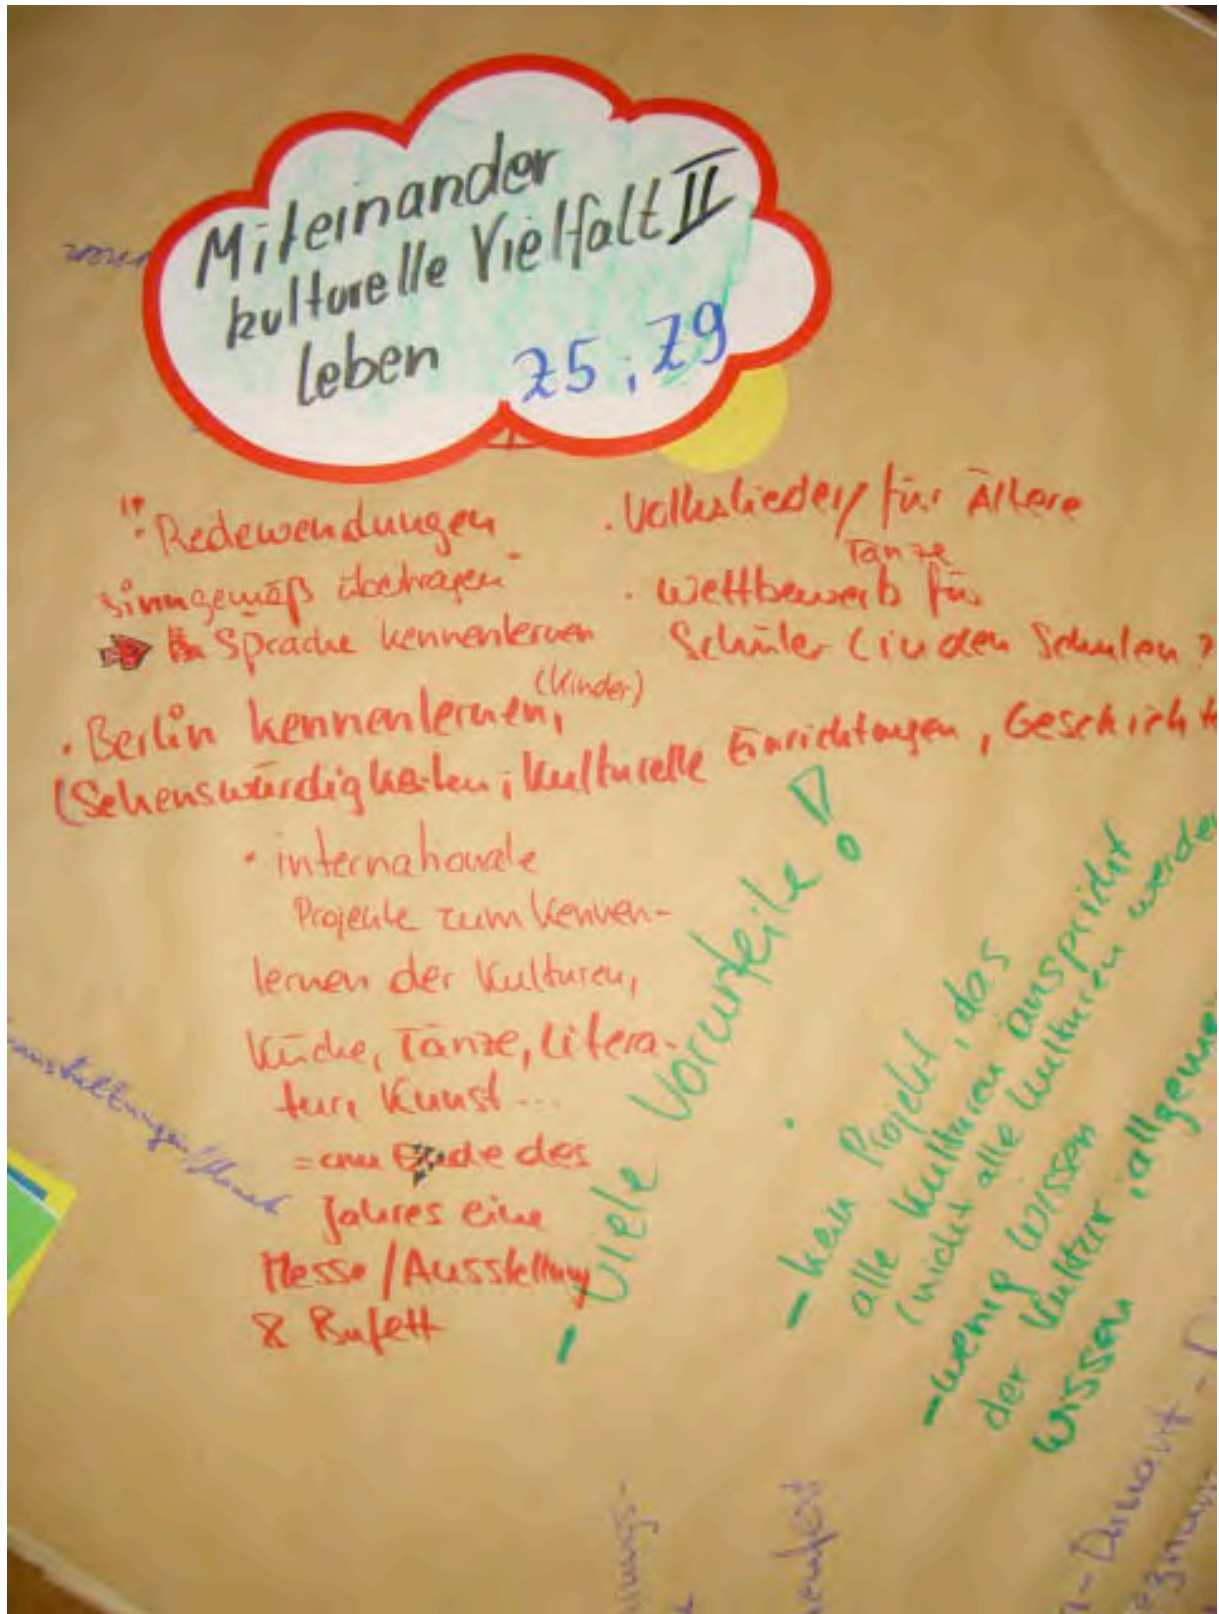 Miteinander
kulturelle Vielfalt II
leben
Z5, Z9
"· Redewendungen
sinngemäß übertragen"
Sprache kennenlernen
(Kinder)
· Berlin kennenlernen,
(Sehenswürdigkeiten, kulturelle Einrichtungen, Geschichte
· Volkslieder/ für Ältere
Tänze
· Wettbewerb für
Schüler (in den Schulen?
· internationale
Projekte zum Kennen-
lernen der Kulturen,
Küche, Tänze, Litera-
tur, Kunst...
= am Ende des
Jahres eine
Messe/Ausstellung
& Bufett
- Viele Vorurteile!
- kein Projekt, das
alle Kulturen anspricht
(nicht alle Kulturen werden
- wenig Wissen
der Kultur, allgemein
Wissen